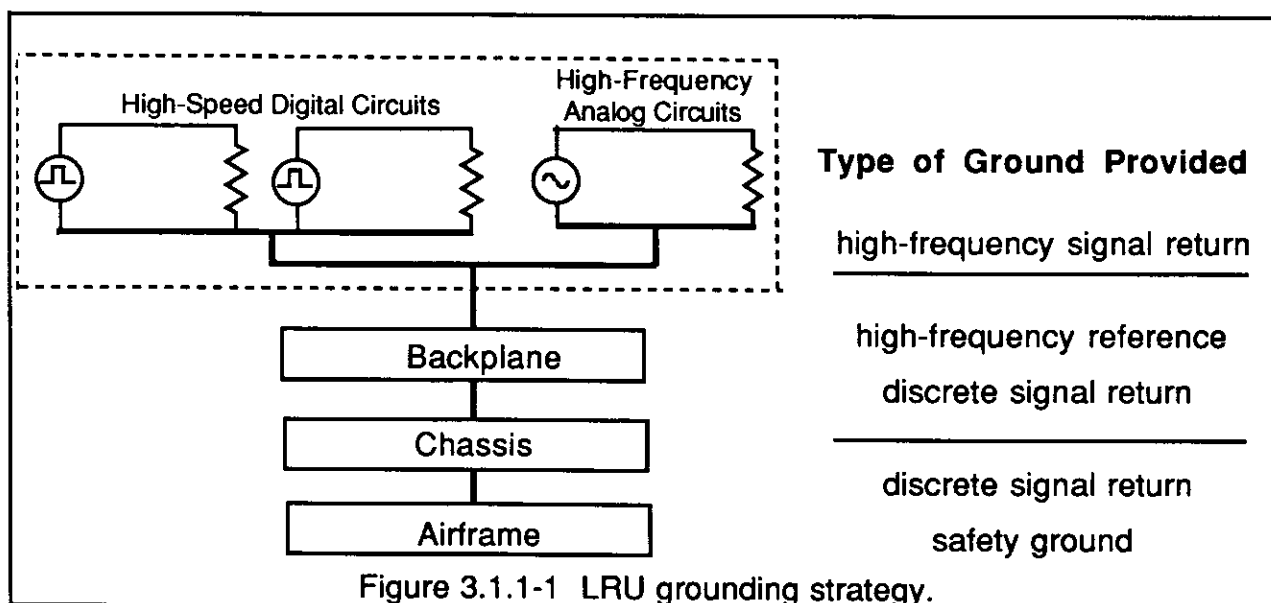 High-Speed Digital Circuits
High-Frequency
Analog Circuits
Type of Ground Provided
high-frequency signal return
high-frequency reference
discrete signal return
discrete signal return
safety ground
Backplane
Chassis
Airframe
Figure 3.1.1-1 LRU grounding strategy.